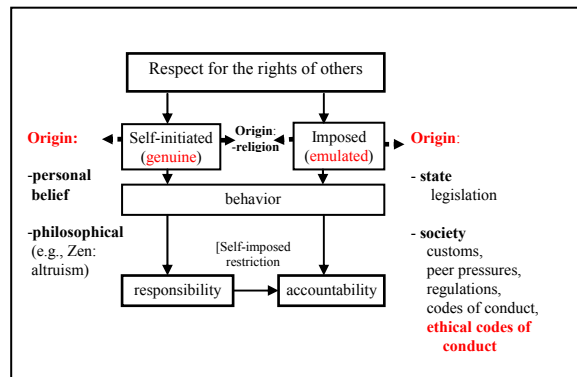 Respect for the rights of others
Origin:
-personal
belief
-philosophical
(e.g., Zen:
altruism)
Self-initiated
(genuine)
Origin:
-religion
Imposed
(emulated)
Origin:
- state
legislation
- society
customs,
peer pressures,
regulations,
codes of conduct,
ethical codes of
conduct
behavior
[Self-imposed
restriction
responsibility
accountability